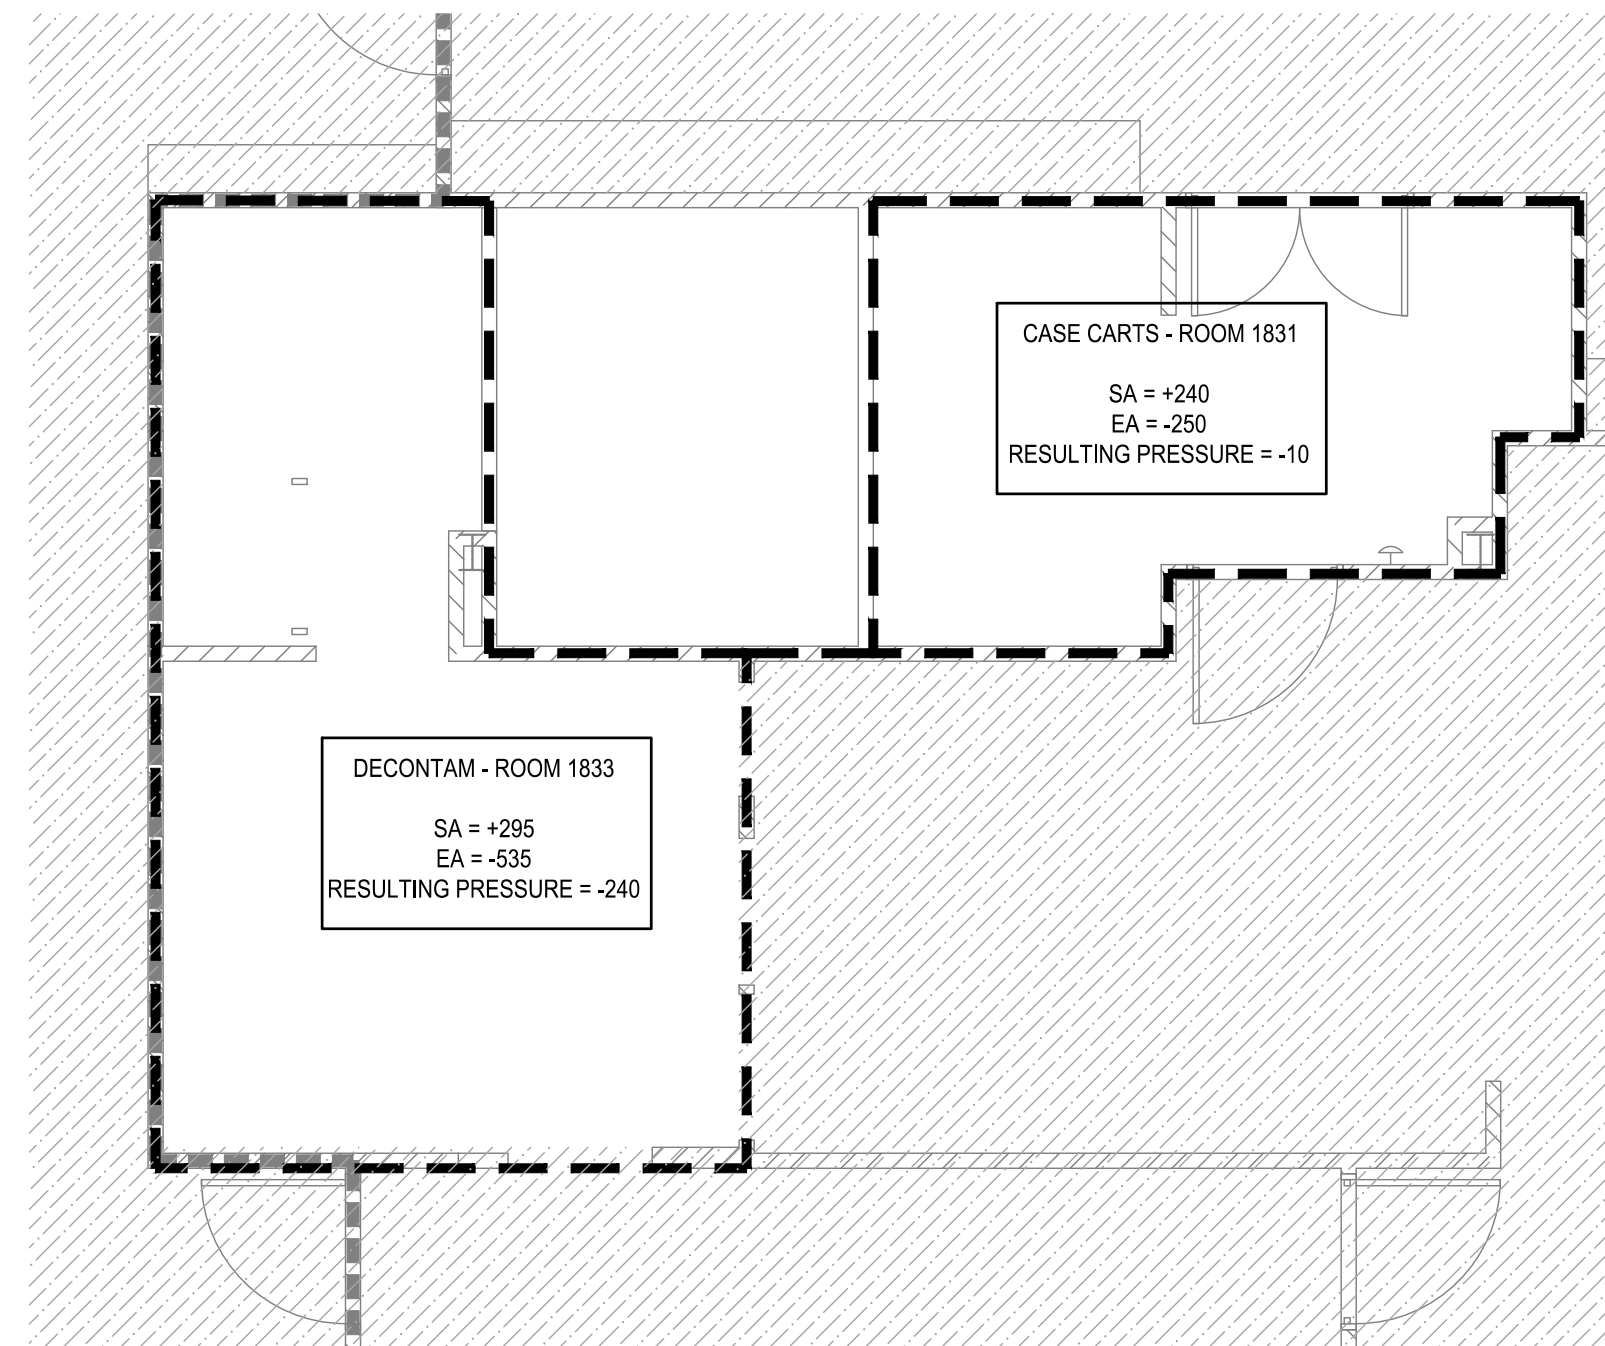 CASE CARTS - ROOM 1831
SA = +240
EA = -250
RESULTING PRESSURE = -10
DECONTAM - ROOM 1833
SA = +295
EA = -535
RESULTING PRESSURE = -240